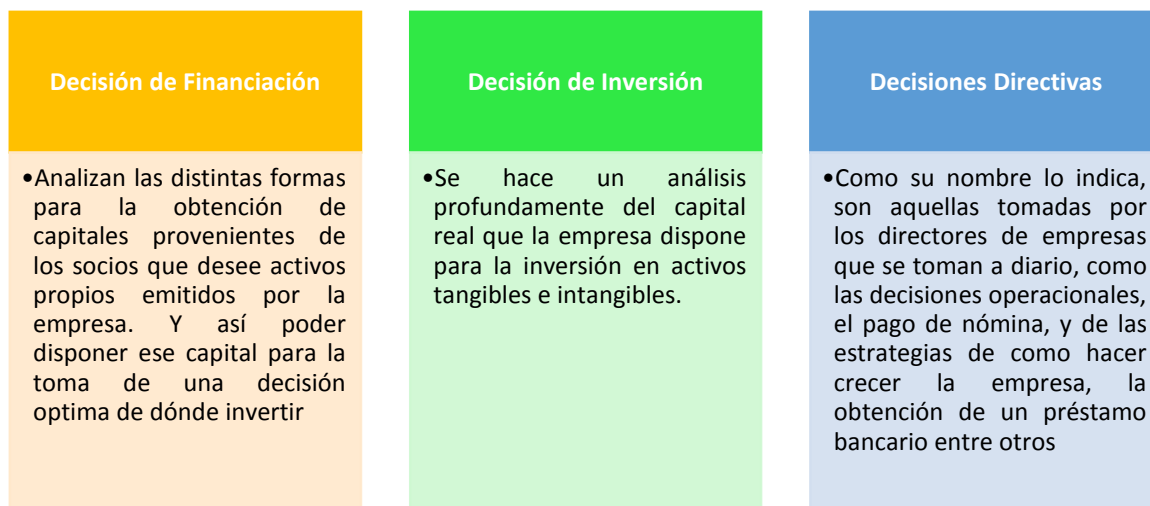 Decisión de Financiación
•Analizan las distintas formas
para la obtención de
capitales provenientes de
los socios que desee activos
propios emitidos por la
empresa. Y así poder
disponer ese capital para la
toma de una decisión
optima de dónde invertir
Decisión de Inversión
•Se hace un análisis
profundamente del capital
real que la empresa dispone
para la inversión en activos
tangibles e intangibles.
Decisiones Directivas
•Como su nombre lo indica,
son aquellas tomadas por
los directores de empresas
que se toman a diario, como
las decisiones operacionales,
el pago de nómina, y de las
estrategias de como hacer
crecer la empresa, la
obtención de un préstamo
bancario entre otros